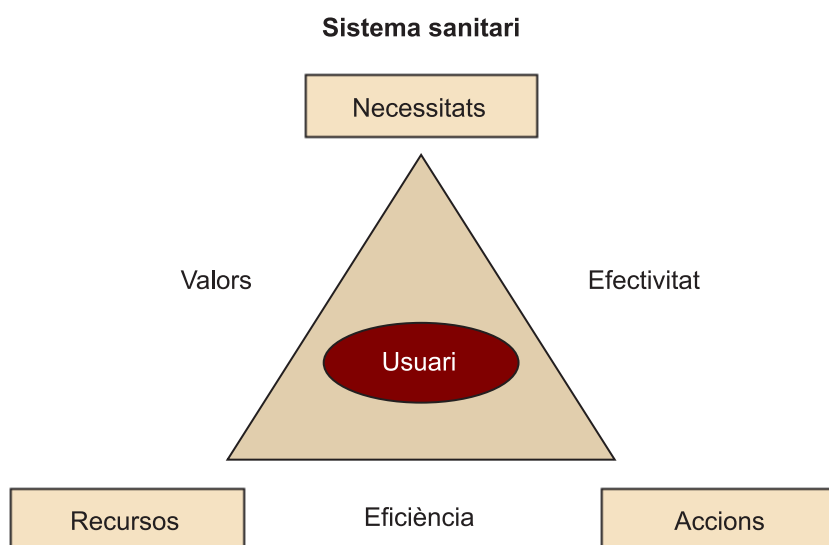 Sistema sanitari
Necessitats
Valors
Efectivitat
Usuari
Recursos
Eficiència
Accions